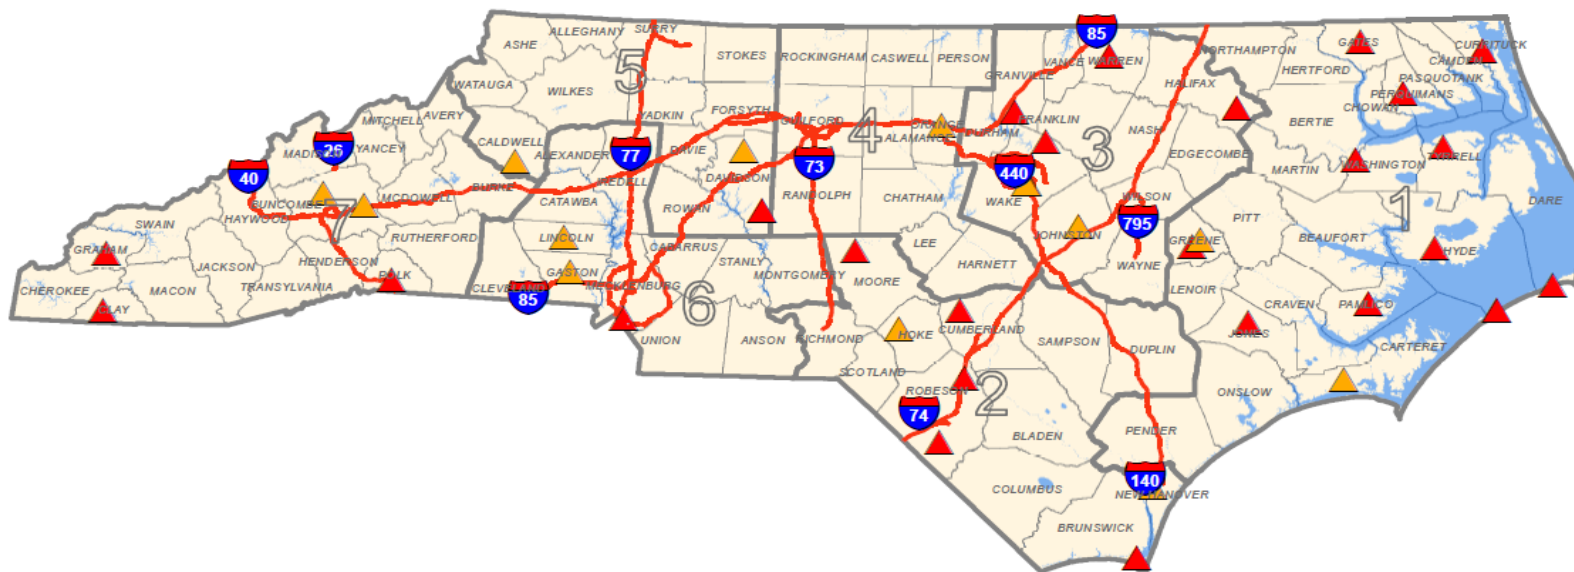 ALLEGHANY
SURRY
ASHE
STOKES
ROCKINGHAM
CASWELL
PERSON
85
GRANVILLE
VANCE
WARREN
NORTHAMPTON
GATES
CURRITUCK
CAMDEN
HERTFORD
PASQUOTANK
PERQUIMANS
CHOWAN
HALIFAX
5
WATAUGA
WILKES
YADKIN
FORSYTH
GUILFORD
4
ALAMANCE
ORANGE
DURHAM
FRANKLIN
NASH
BERTIE
MITCHELL
AVERY
CALDWELL
ALEXANDER
26
MADISON
YANCEY
77
IREDELL
DAVIE
DAVIDSON
73
RANDOLPH
440
3
EDGECOMBE
MARTIN
WASHINGTON
TYRRELL
DARE
40
BUNCOMBE
MCDOWELL
BURKE
CATAWBA
ROWAN
CHATHAM
WAKE
WILSON
795
PITT
BEAUFORT
1
HYDE
SWAIN
HAYWOOD
7
RUTHERFORD
LINCOLN
CABARRUS
STANLY
LEE
JOHNSTON
GREENE
GRAHAM
JACKSON
HENDERSON
POLK
CLEVELAND
GASTON
MECKLENBURG
MONTGOMERY
MOORE
HARNETT
WAYNE
LENOIR
CRAVEN
PAMLICO
CHEROKEE
MACON
TRANSYLVANIA
85
CLAY
6
UNION
ANSON
RICHMOND
HOKE
CUMBERLAND
SAMPSON
DUPLIN
JONES
CARTERET
SCOTLAND
ROBESON
2
ONSLOW
74
BLADEN
PENDER
COLUMBUS
140
NEW HANOVER
BRUNSWICK